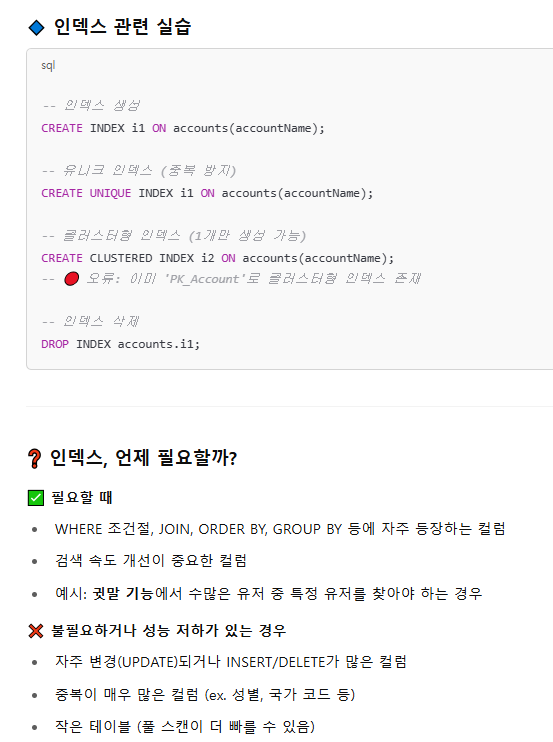 인덱스 관련 실습
sql
-- 인덱스 생성
CREATE INDEX i1 ON accounts(accountName);
-- 유니크 인덱스 (중복 방지)
CREATE UNIQUE INDEX i1 ON accounts(accountName);
-- 클러스터형 인덱스 (1개만 생성 가능)
CREATE CLUSTERED INDEX i2 ON accounts(accountName);
-- 🔴 오류: 이미 'PK_Account'로 클러스터형 인덱스 존재
-- 인덱스 삭제
DROP INDEX accounts.i1;
❓ 인덱스, 언제 필요할까?
✅ 필요할 때
• WHERE 조건절, JOIN, ORDER BY, GROUP BY 등에 자주 등장하는 컬럼
• 검색 속도 개선이 중요한 컬럼
• 예시: 귓말 기능에서 수많은 유저 중 특정 유저를 찾아야 하는 경우
❌ 불필요하거나 성능 저하가 있는 경우
• 자주 변경(UPDATE)되거나 INSERT/DELETE가 많은 컬럼
• 중복이 매우 많은 컬럼 (ex. 성별, 국가 코드 등)
• 작은 테이블 (풀 스캔이 더 빠를 수 있음)